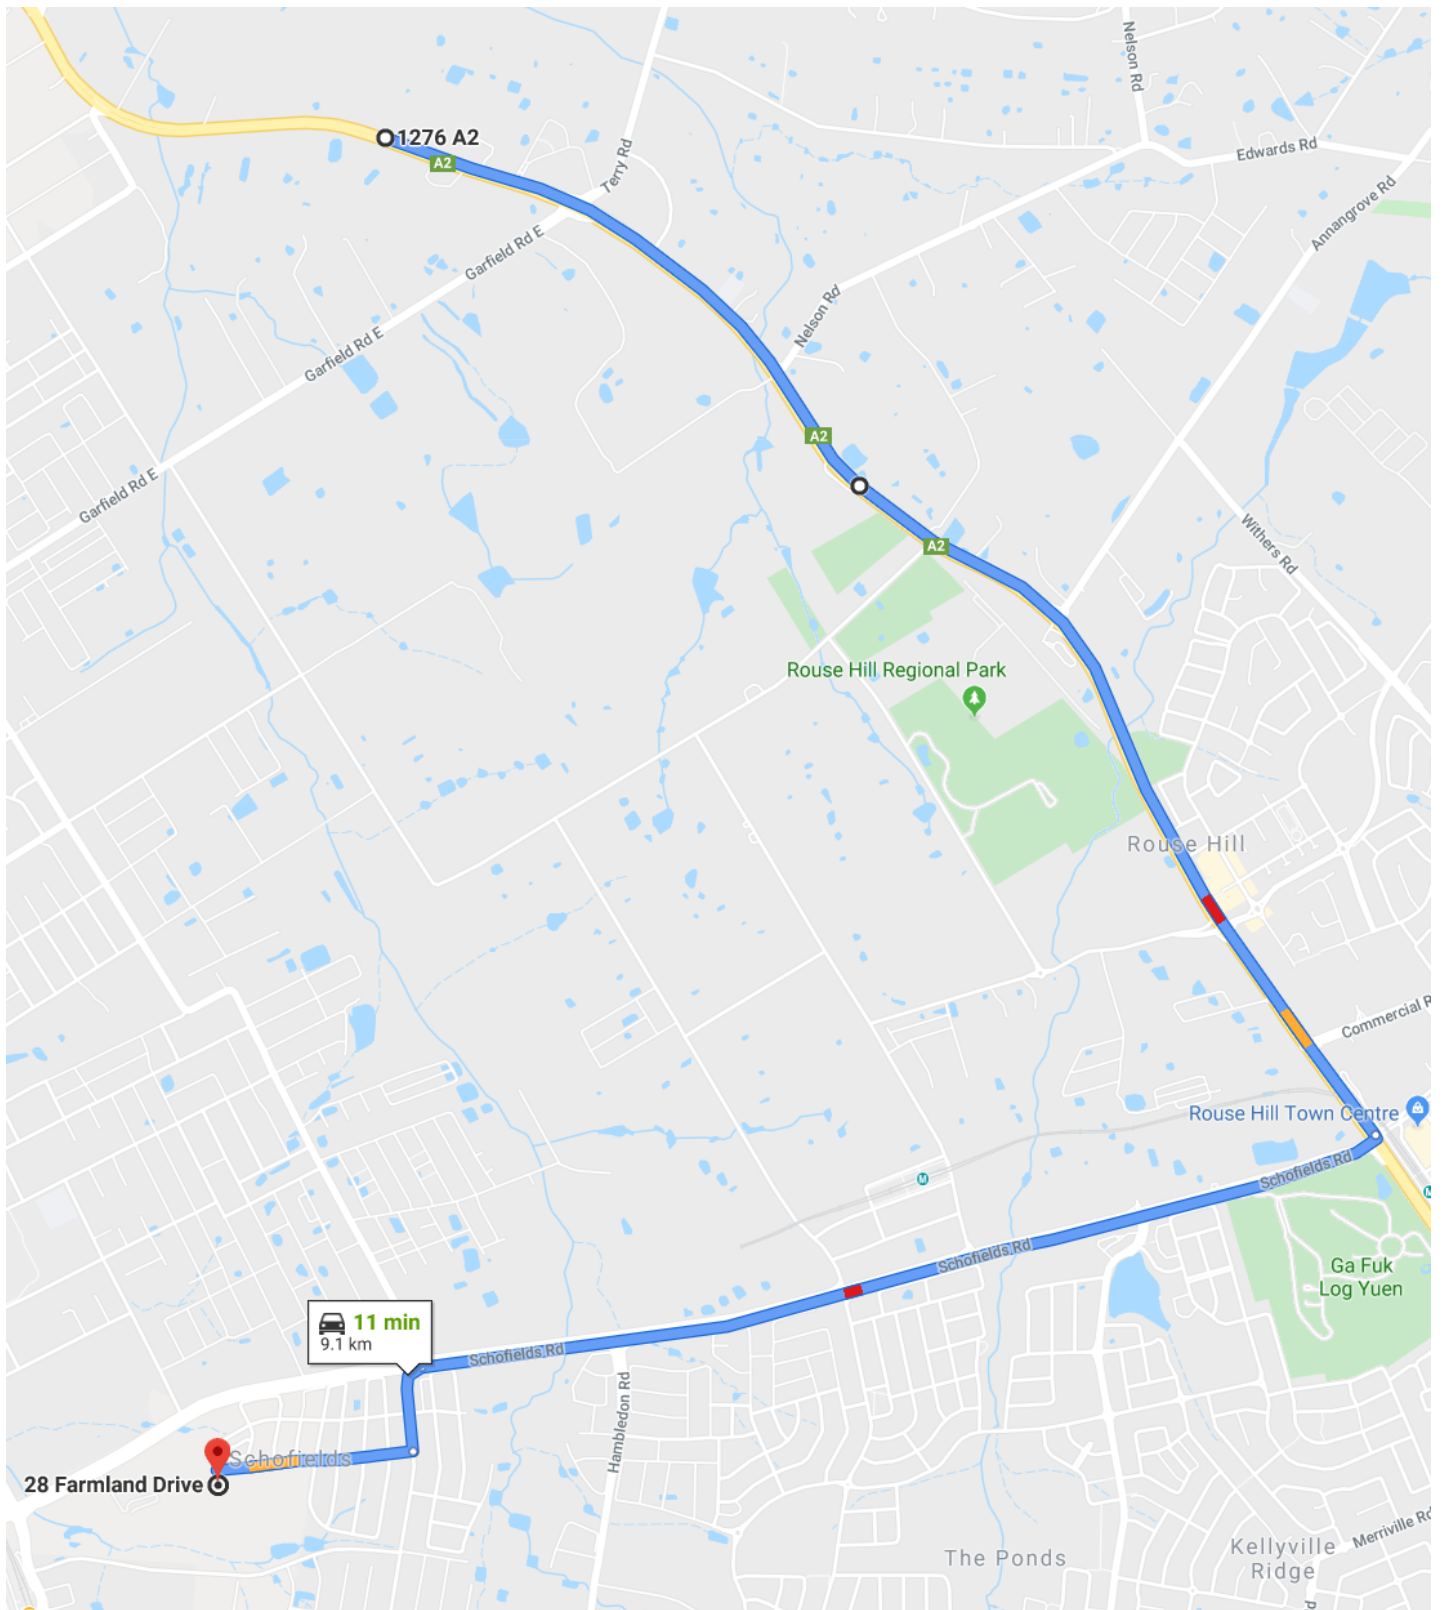 Nelson Rd
1276 A2
A2
Terry Rd
Edwards Rd
Annangrove Rd
Garfield Rd E
Nelson Rd
Garfield Rd E
A2
Garfield Rd E
A2
Withers Rd
Rouse Hill Regional Park
Rouse Hill
Commercial R
Rouse Hill Town Centre
Schofields Rd
M
M
Schofields Rd
Ga Fuk
Log Yuen
11 min
9.1 km
Schofields Rd
Hambledon Rd
Schofields
28 Farmland Drive
The Ponds
Kellyville
Ridge
Merriville Rd
d